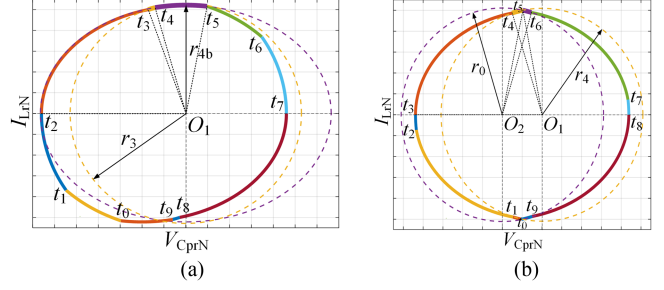 t3 t4 t5
t6
r4b
t7
t2
O1
r3
t1
t0 t9 t8
ILrN
VCprN
(a)
t5
t4 t6
r0 r4
t3 t7
t2 t8
O2 O1
t1 t9
t0
ILrN
VCprN
(b)